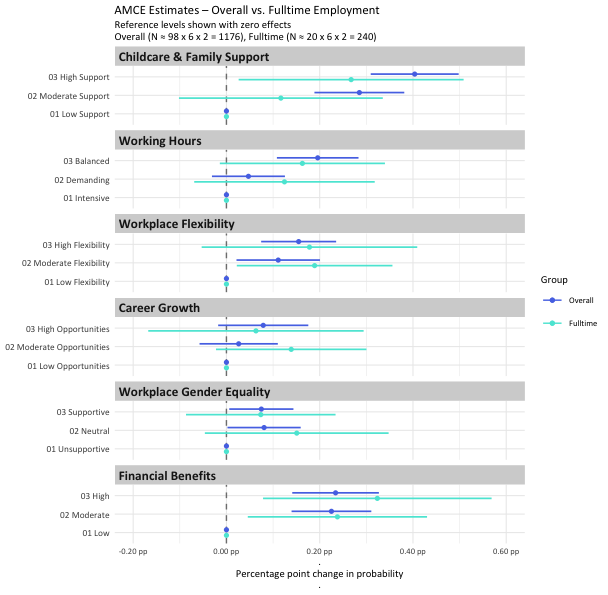 AMCE Estimates – Overall vs. Fulltime Employment
Reference levels shown with zero effects
Overall (N ≈ 98 x 6 x 2 = 1176), Fulltime (N ≈ 20 x 6 x 2 = 240)
Childcare & Family Support
03 High Support
02 Moderate Support
01 Low Support
Working Hours
03 Balanced
02 Demanding
01 Intensive
Workplace Flexibility
03 High Flexibility
02 Moderate Flexibility
01 Low Flexibility
Career Growth
03 High Opportunities
02 Moderate Opportunities
01 Low Opportunities
Workplace Gender Equality
03 Supportive
02 Neutral
01 Unsupportive
Financial Benefits
03 High
02 Moderate
01 Low
-0.20 pp 0.00 pp 0.20 pp 0.40 pp 0.60 pp
.
Percentage point change in probability
.
Group
Overall
Fulltime